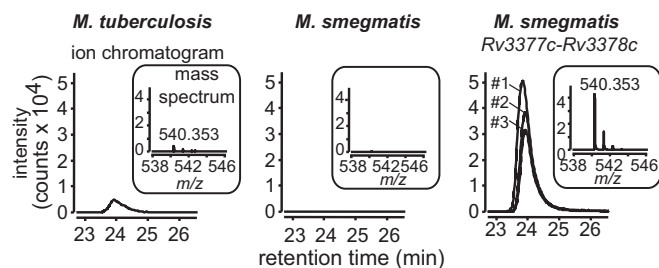 M. tuberculosis
M. smegmatis
M. smegmatis
Rv3377c-Rv3378c
ion chromatogram
intensity
(counts x 10⁴)
5
4
3
2
1
0
23 24 25 26
mass
spectrum
4
2
0
540.353
538 542 546
m/z
5
4
3
2
1
0
23 24 25 26
4
2
0
538 542 546
m/z
5
4
3
2
1
0
23 24 25 26
#1
#2
#3
540.353
4
2
0
538 542 546
m/z
retention time (min)